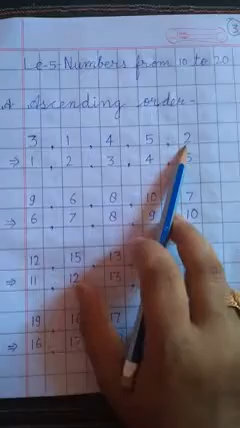 3
Le-5 Numbers from 10 to 20
A Ascending order-
3, 1, 4, 5, 2
⇒ 1, 2, 3, 4, 5
9, 6, 8, 10, 7
⇒ 6, 7, 8, 9, 10
12, 15, 13
⇒ 11, 12, 13
19, 17
⇒ 16, 17